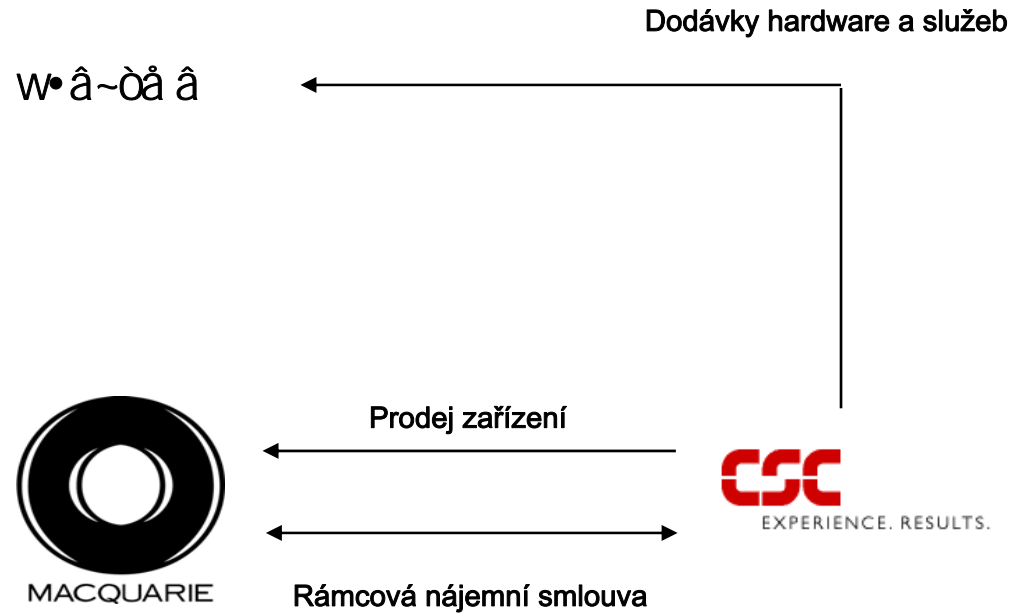 Dodávky hardware a služeb
Prodej zařízení
CSC
EXPERIENCE. RESULTS.
MACQUARIE
Rámcová nájemní smlouva